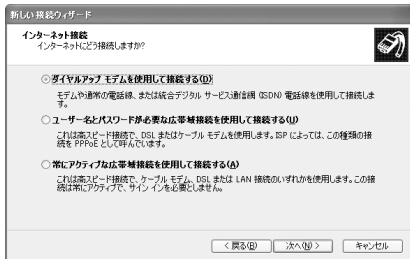 新しい接続ウィザード
インターネット接続
インターネットにどう接続しますか?
ダイヤルアップ モデムを使用して接続する(D)
モデムや通常の電話線、または統合デジタル サービス通信網 (ISDN) 電話線を使用して接続しま
す。
ユーザー名とパスワードが必要な広帯域接続を使用して接続する(U)
これは高スピード接続で、DSL またはケーブル モデムを使用します。ISP によっては、この種類の接
続を PPPoE として呼んでいます。
常にアクティブな広帯域接続を使用して接続する(A)
これは高スピード接続で、ケーブル モデム、DSL または LAN 接続のいずれかを使用します。この接
続は常にアクティブで、サイン インを必要としません。
< 戻る(B)
次へ(N) >
キャンセル